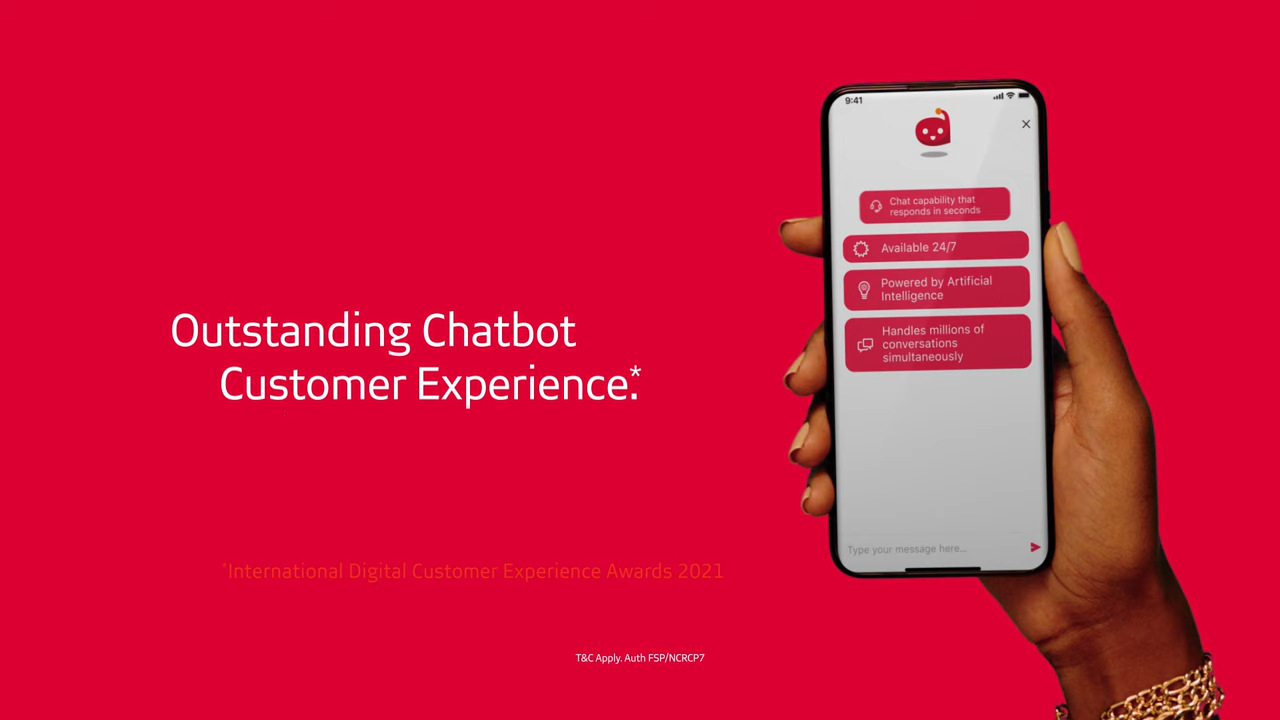 Outstanding Chatbot
Customer Experience.*
*International Digital Customer Experience Awards 2021
T&C Apply. Auth FSP/NCRCP7
9:41
Chat capability that
responds in seconds
Available 24/7
Powered by Artificial
Intelligence
Handles millions of
conversations
simultaneously
Type your message here...